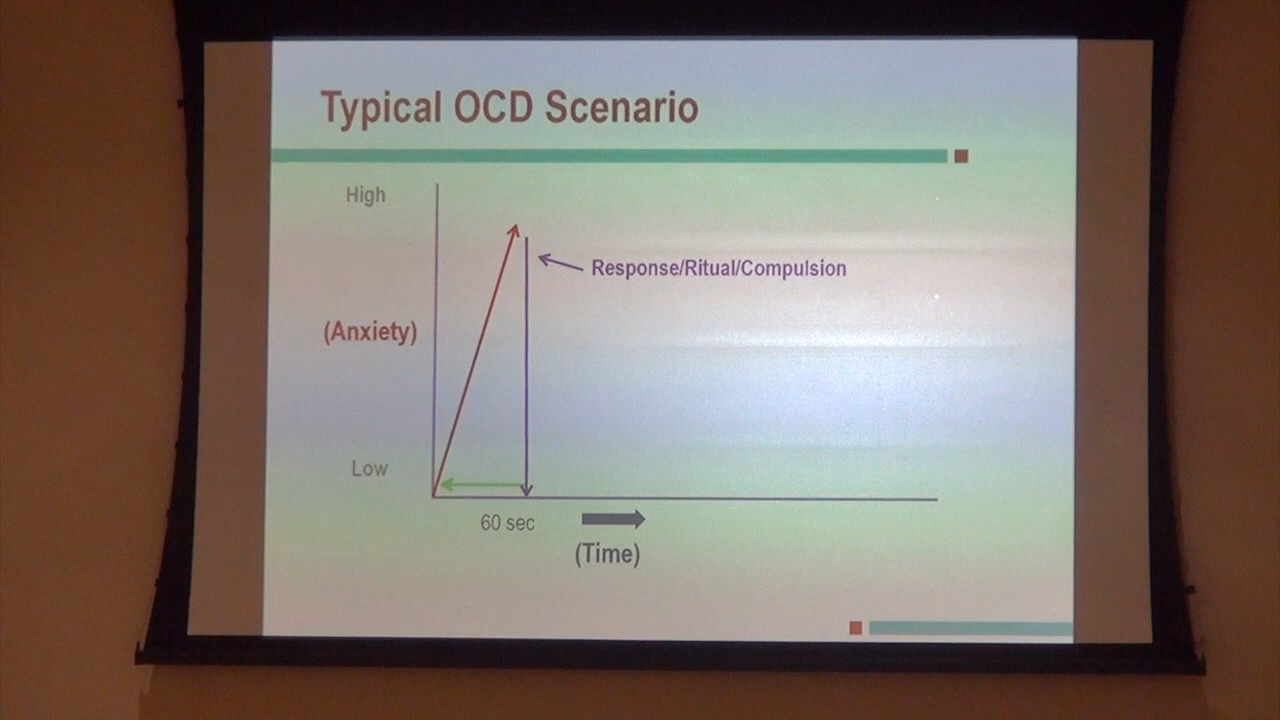 Typical OCD Scenario
High
Response/Ritual/Compulsion
(Anxiety)
Low
60 sec
(Time)